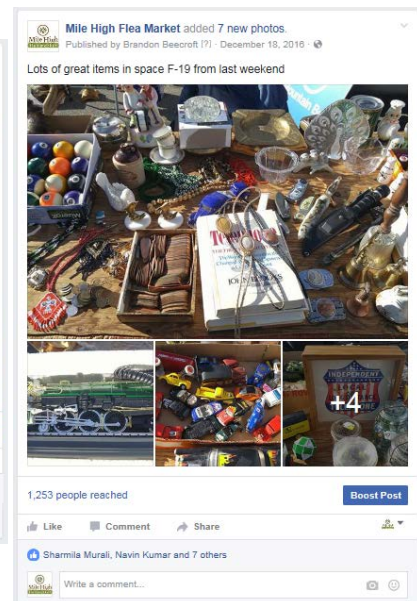 Mile High Flea Market added 7 new photos.
Published by Brandon Beecroft [?] · December 18, 2016 ·
Lots of great items in space F-19 from last weekend
INDEPENDENT
+4
1,253 people reached
Boost Post
Like Comment Share
Sharmila Murali, Navin Kumar and 7 others
Write a comment...